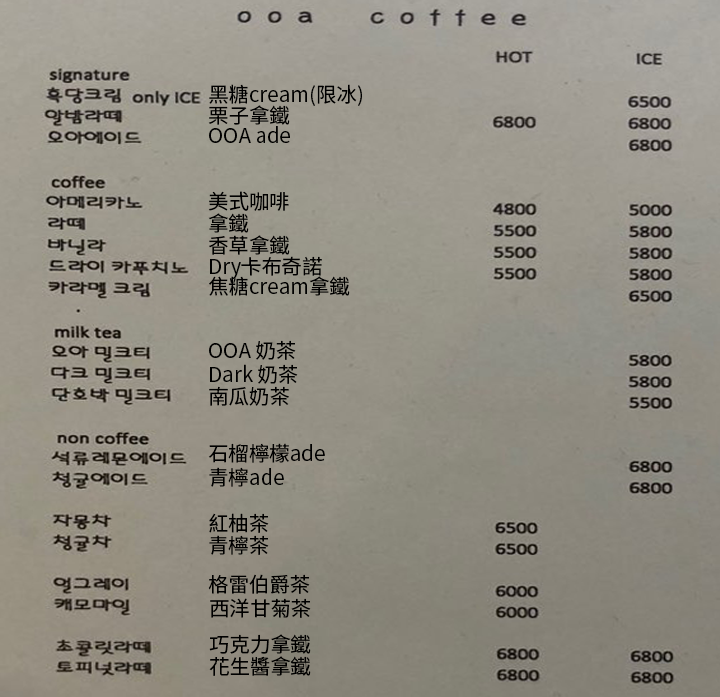 ooa coffee
HOT ICE
signature
흑당크림 only ICE 黑糖cream(限冰) 6500
알밤라떼 栗子拿鐵 6800 6800
오아에이드 OOA ade 6800
coffee
아메리카노 美式咖啡 4800 5000
라떼 拿鐵 5500 5800
바닐라 香草拿鐵 5500 5800
드라이 카푸치노 Dry卡布奇諾 5500 5800
카라멜 크림 焦糖cream拿鐵 6500
milk tea
오아 밀크티 OOA 奶茶 5800
다크 밀크티 Dark 奶茶 5800
단호박 밀크티 南瓜奶茶 5500
non coffee
석류레몬에이드 石榴檸檬ade 6800
청귤에이드 青檸ade 6800
자몽차 紅柚茶 6500
청귤차 青檸茶 6500
얼그레이 格雷伯爵茶 6000
캐모마일 西洋甘菊茶 6000
초콜릿라떼 巧克力拿鐵 6800 6800
토피넛라떼 花生醬拿鐵 6800 6800